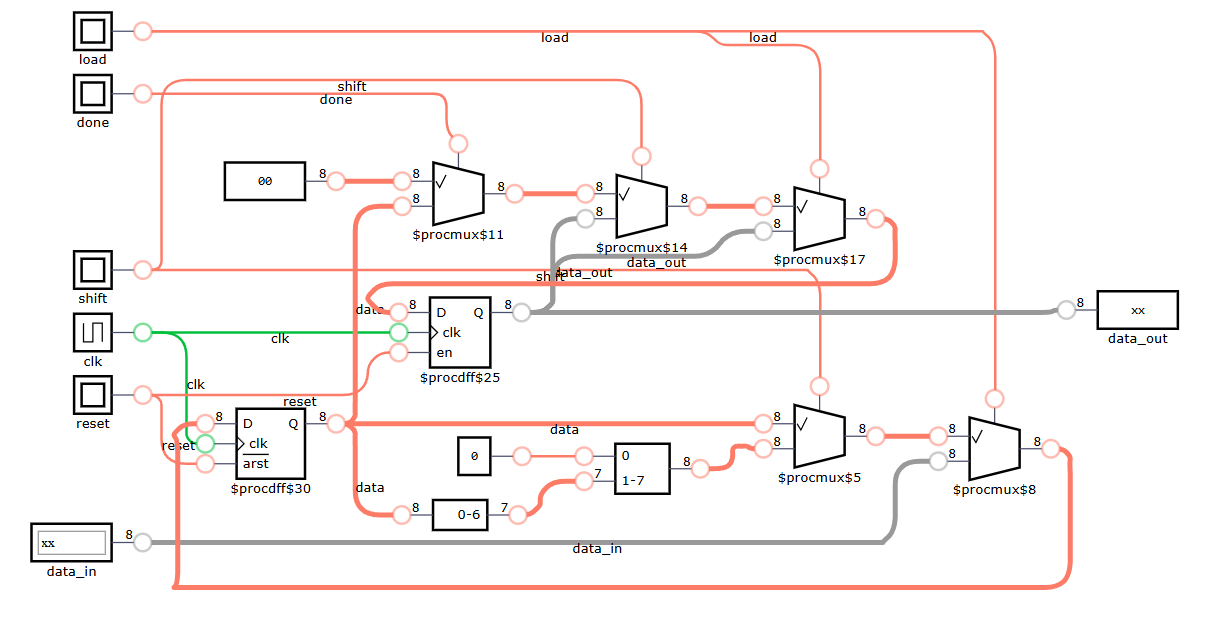 load
load
load
shift
done
done
00
8
8
8
8
$procmux$11
8
8
8
$procmux$14
8
8
8
8
$procmux$17
data_out
data_out
shift
shift
data
8
D
Q
8
clk
en
$procdff$25
clk
clk
clk
8
xx
data_out
reset
reset
reset
8
D
Q
8
clk
arst
$procdff$30
data
data
0
0
7
1-7
8
8
0-6
7
8
8
8
$procmux$5
8
8
8
$procmux$8
xx
8
data_in
data_in